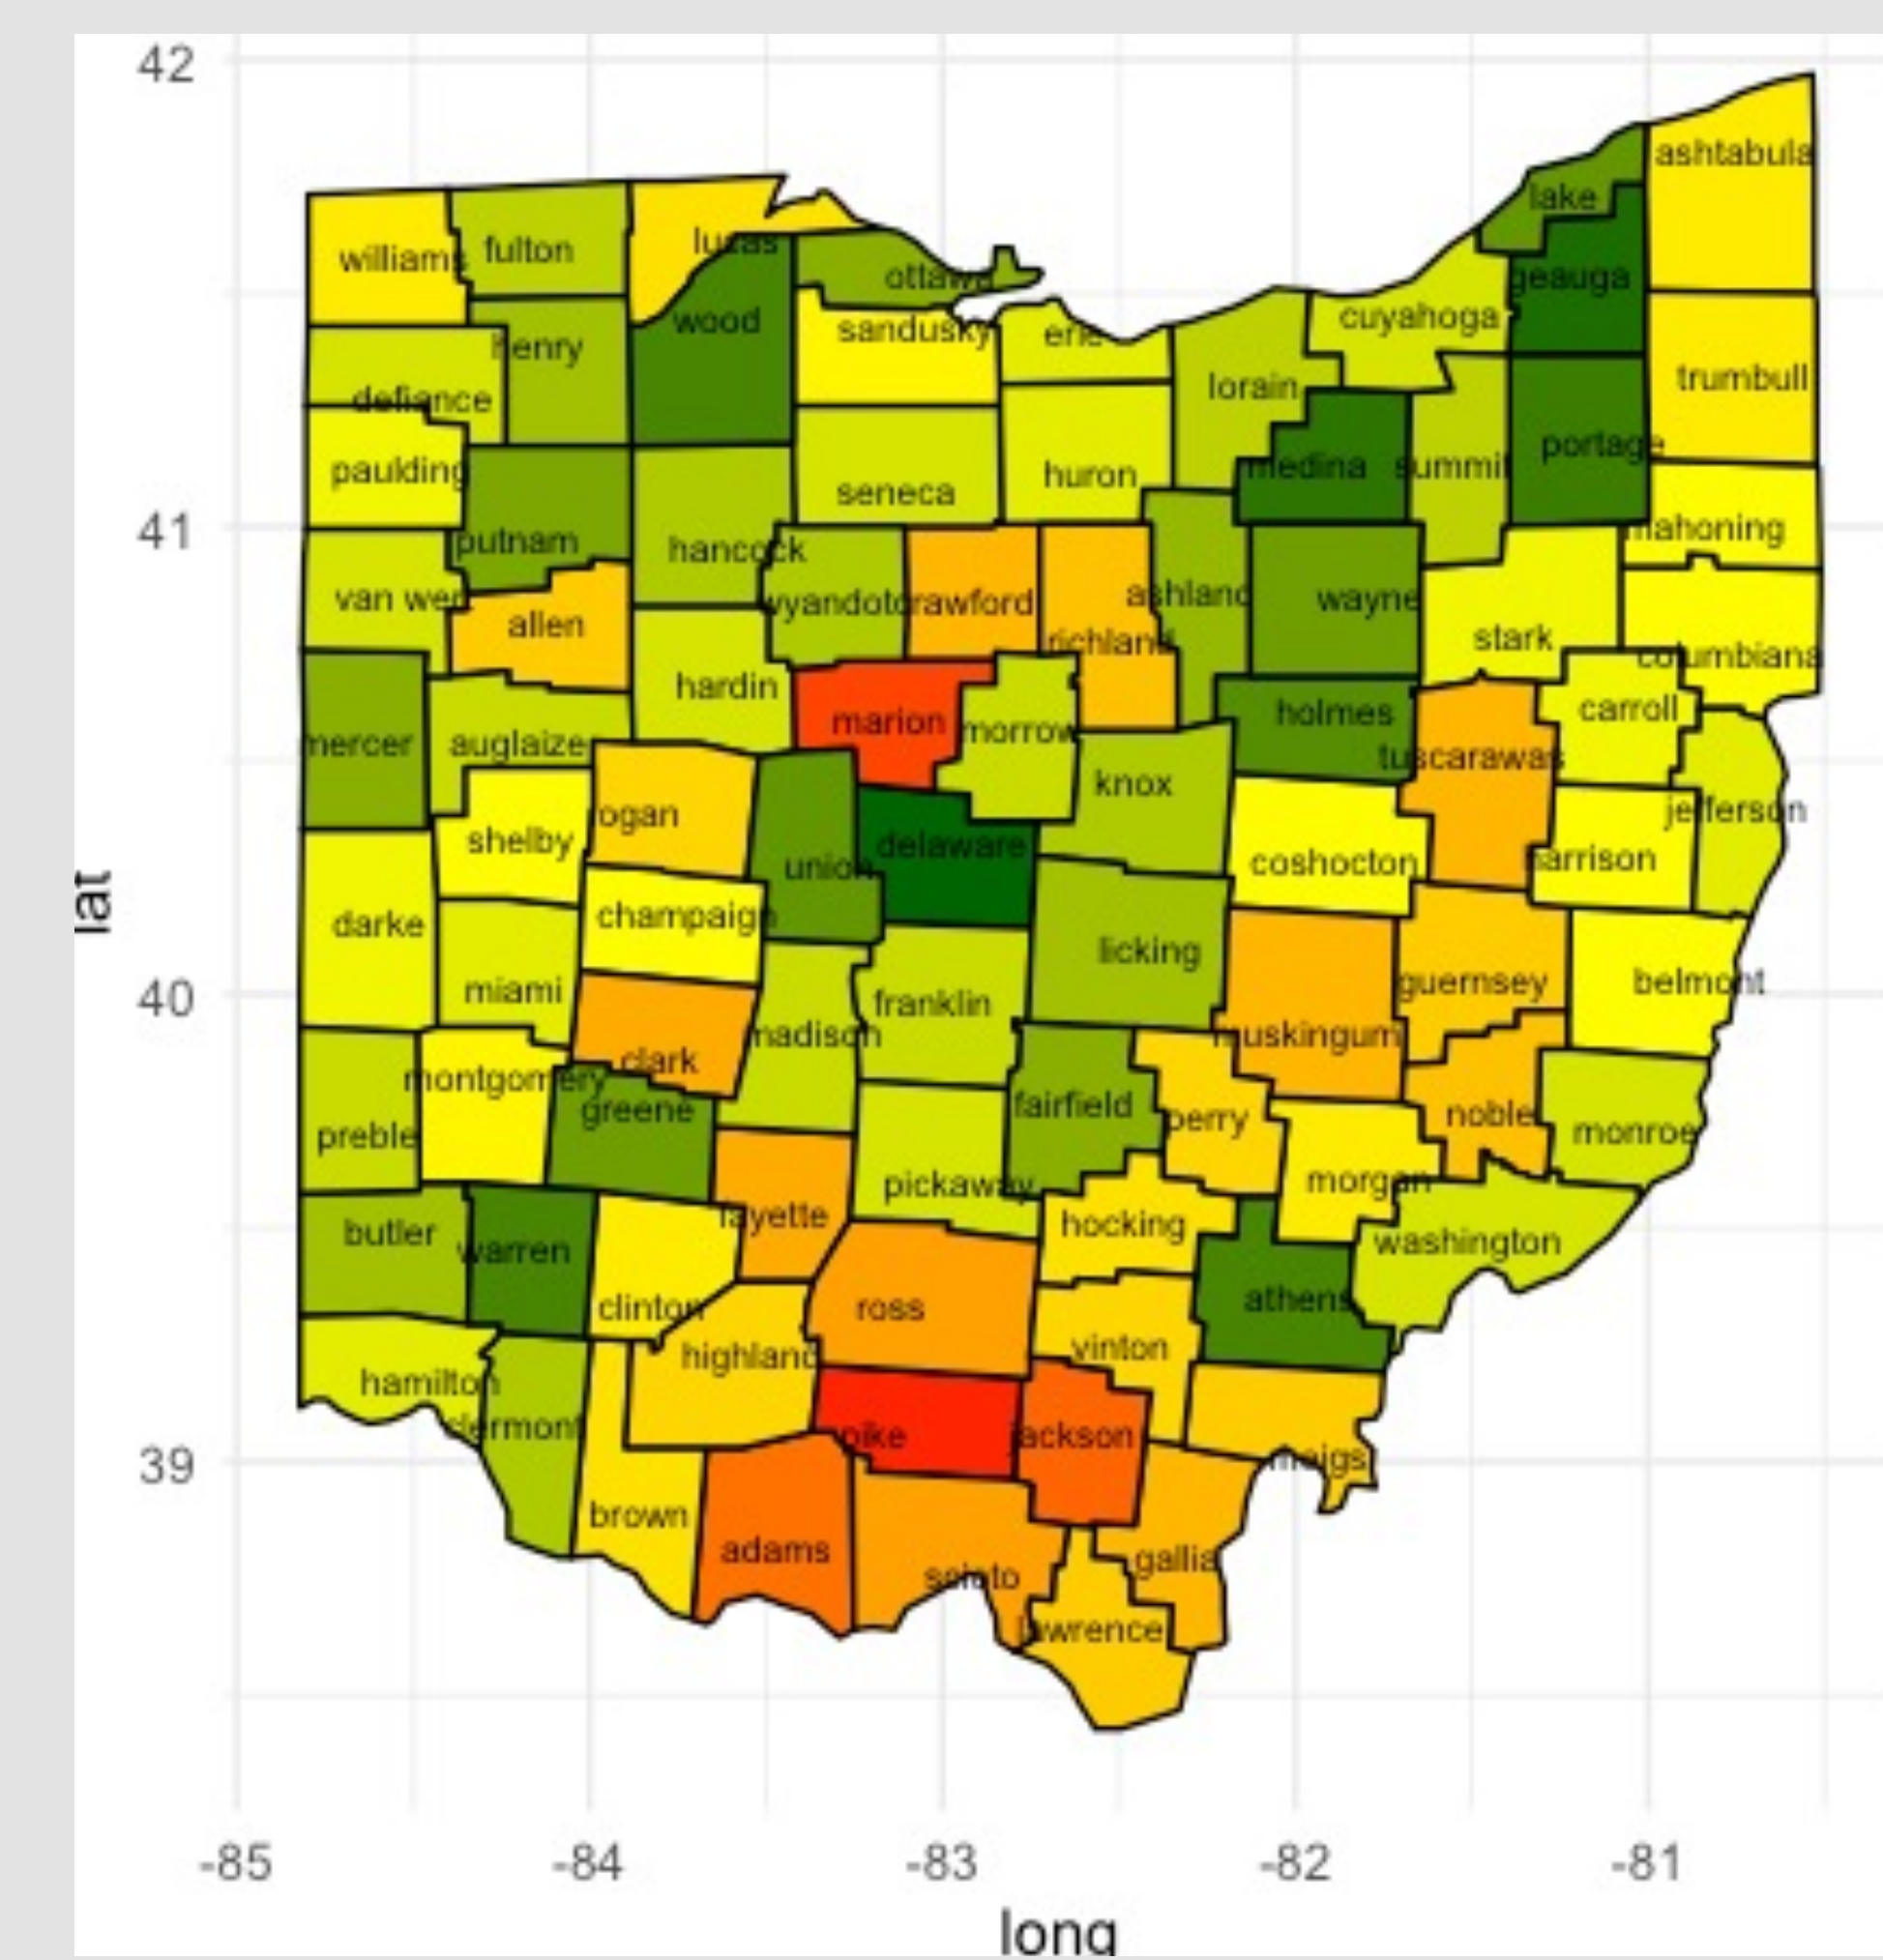 42
ashtabula
lake
lucas
fulton
williams
ottawa
geauga
cuyahoga
wood
sandusky
erie
henry
trumbull
lorain
defiance
portage
medina
summit
paulding
huron
seneca
41
mahoning
putnam
hancock
ashland
wayne
van wer
wyandot
rawford
allen
stark
richland
columbiana
hardin
carroll
holmes
marion
morrow
mercer
auglaize
tuscarawas
knox
jefferson
ogan
shelby
delaware
harrison
coshocton
union
lat
champaign
darke
licking
guernsey
belmont
miami
40
franklin
madison
muskingum
clark
montgomery
fairfield
greene
noble
perry
monroe
preble
morgan
pickaway
fayette
hocking
butler
washington
warren
athens
ross
clinton
vinton
highland
hamilton
clermont
pike
jackson
meigs
39
brown
adams
gallia
scioto
lawrence
-85 -84 -83 -82 -81
long